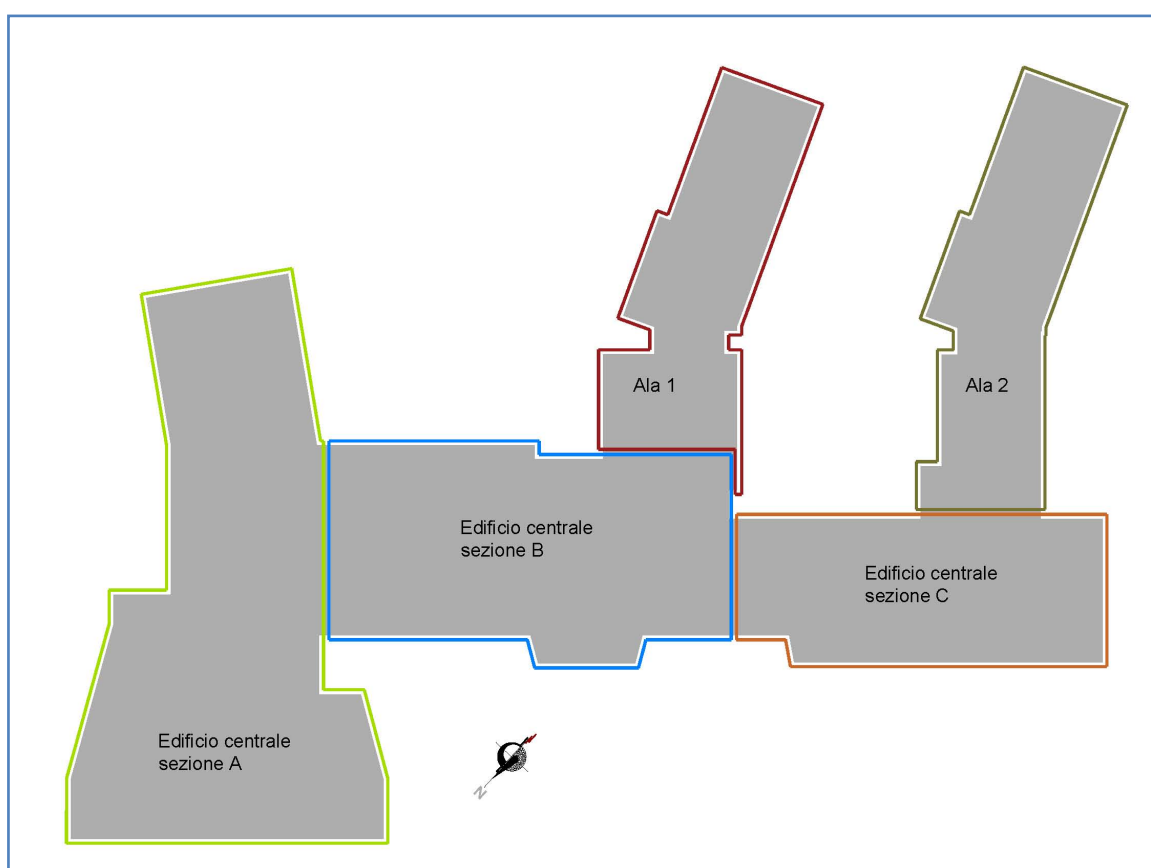 Ala 1
Ala 2
Edificio centrale
sezione B
Edificio centrale
sezione C
Edificio centrale
sezione A
N